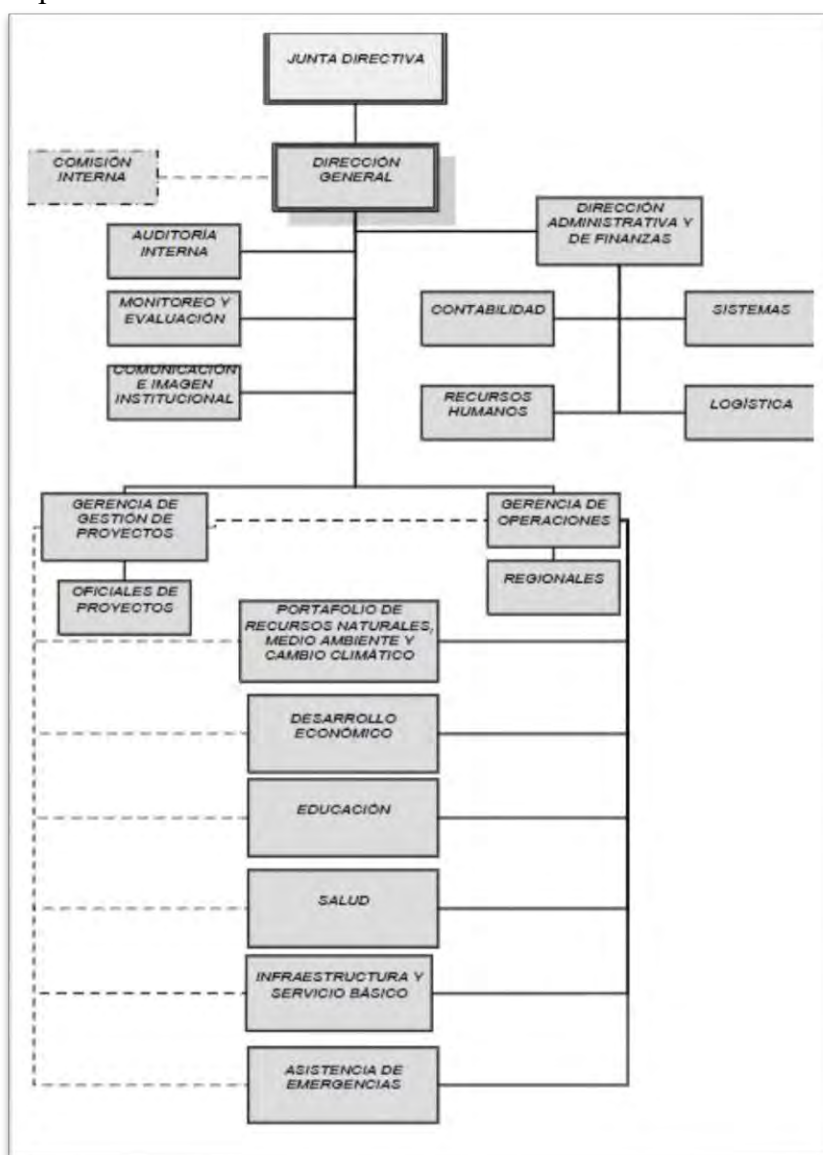 JUNTA DIRECTIVA
COMISIÓN
INTERNA
DIRECCIÓN
GENERAL
DIRECCIÓN
ADMINISTRATIVA Y
DE FINANZAS
AUDITORÍA
INTERNA
MONITOREO Y
EVALUACIÓN
CONTABILIDAD
SISTEMAS
COMUNICACIÓN
E IMAGEN
INSTITUCIONAL
RECURSOS
HUMANOS
LOGÍSTICA
GERENCIA DE
GESTIÓN DE
PROYECTOS
GERENCIA DE
OPERACIONES
OFICIALES DE
PROYECTOS
REGIONALES
PORTAFOLIO DE
RECURSOS NATURALES,
MEDIO AMBIENTE Y
CAMBIO CLIMÁTICO
DESARROLLO
ECONÓMICO
EDUCACIÓN
SALUD
INFRAESTRUCTURA Y
SERVICIO BÁSICO
ASISTENCIA DE
EMERGENCIAS